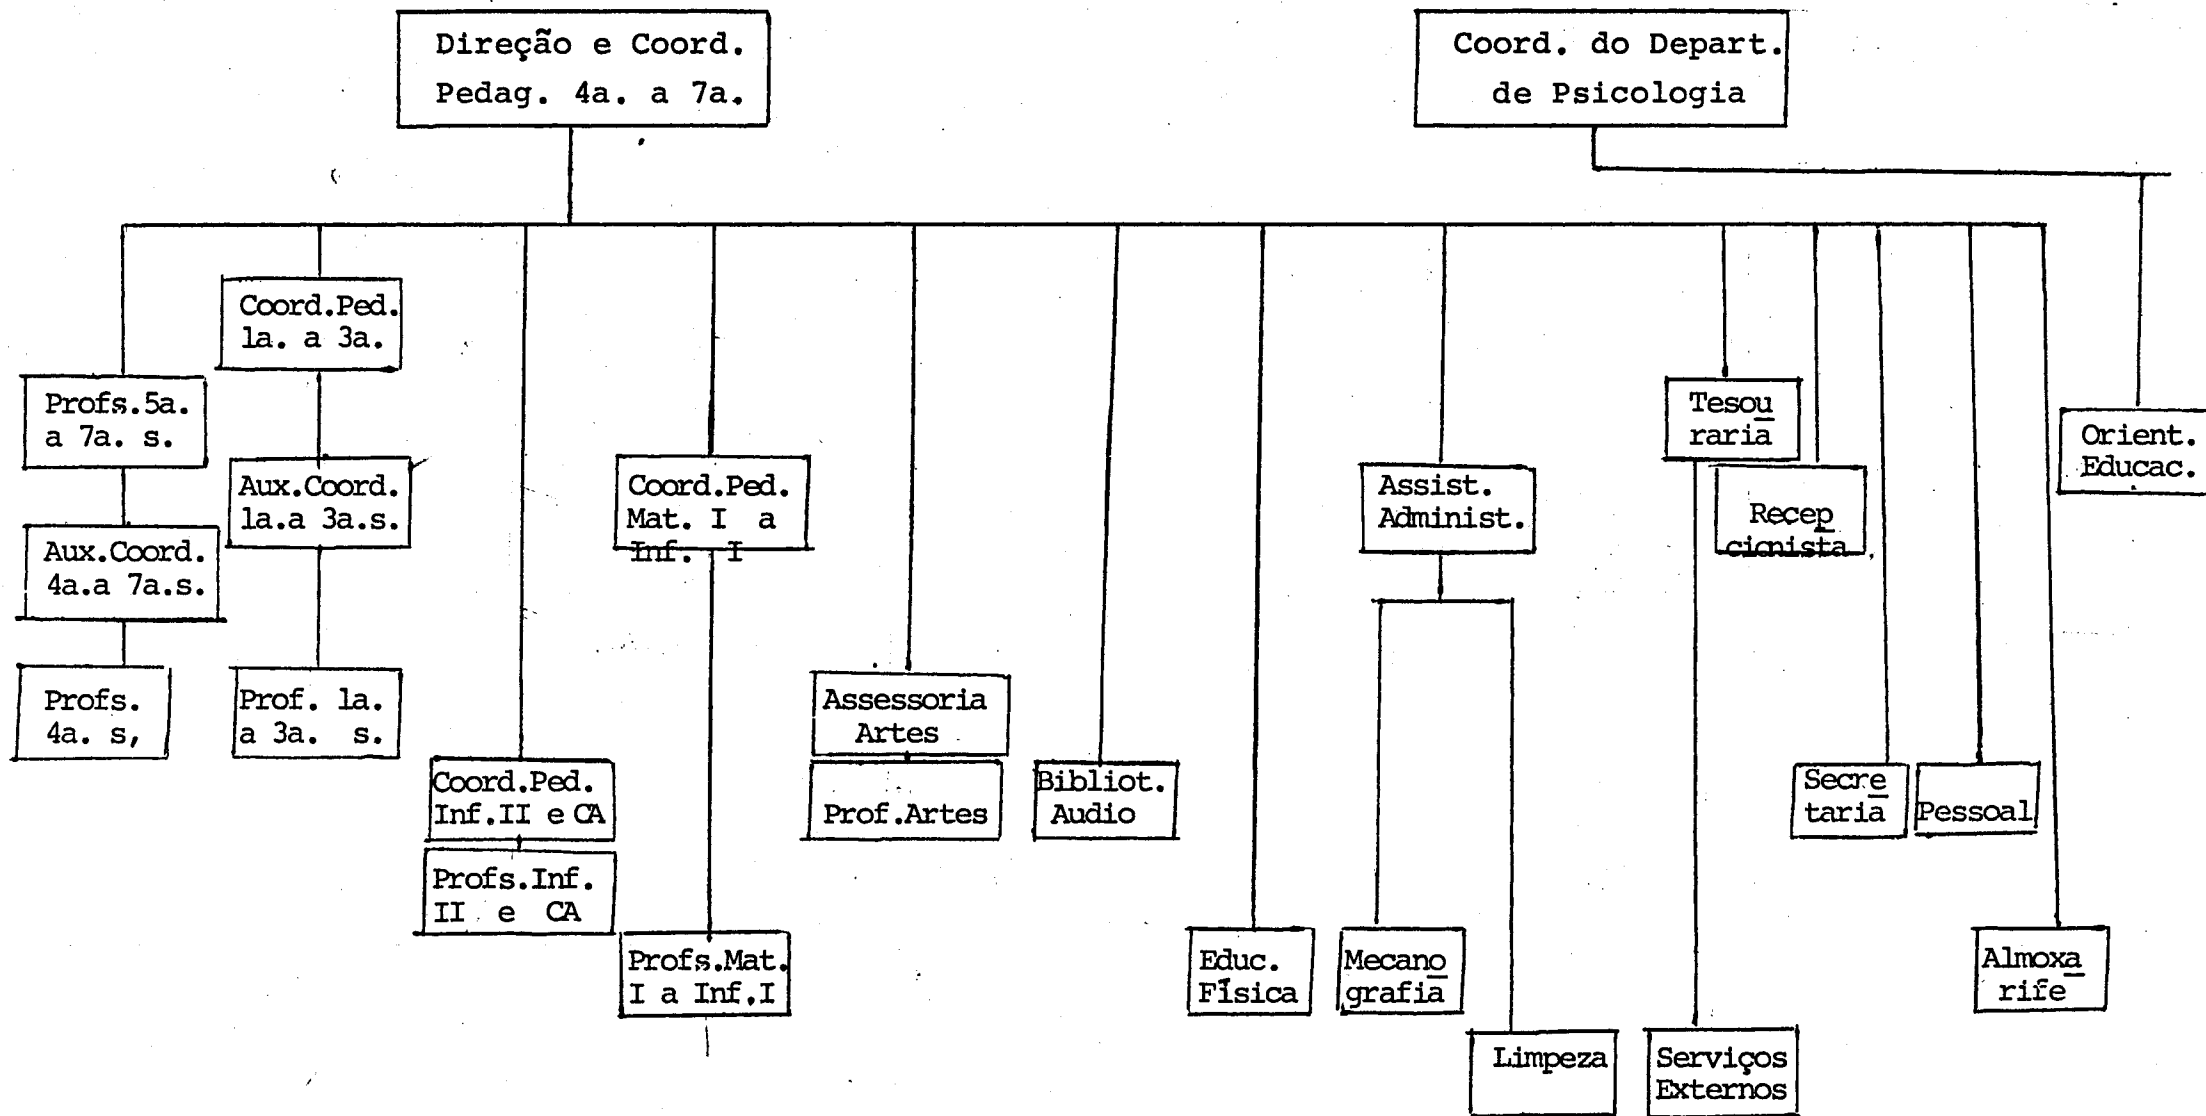 Direção e Coord.
Pedag. 4a. a 7a.
Coord. do Depart.
de Psicologia
Coord.Ped.
1a. a 3a.
Profs.5a.
a 7a. s.
Aux.Coord.
1a.a 3a.s.
Aux.Coord.
4a.a 7a.s.
Profs.
4a. s,
Prof. 1a.
a 3a. s.
Coord.Ped.
Inf.II e CA
Profs.Inf.
II e CA
Coord.Ped.
Mat. I a
Inf. I
Profs.Mat.
I a Inf.I
Assessoria
Artes
Prof.Artes
Bibliot.
Audio
Educ.
Física
Assist.
Administ.
Mecano
grafia
Limpeza
Tesou
raria
Serviços
Externos
Recep
cionista
Secre
taria
Pessoal
Almoxa
rife
Orient.
Educac.